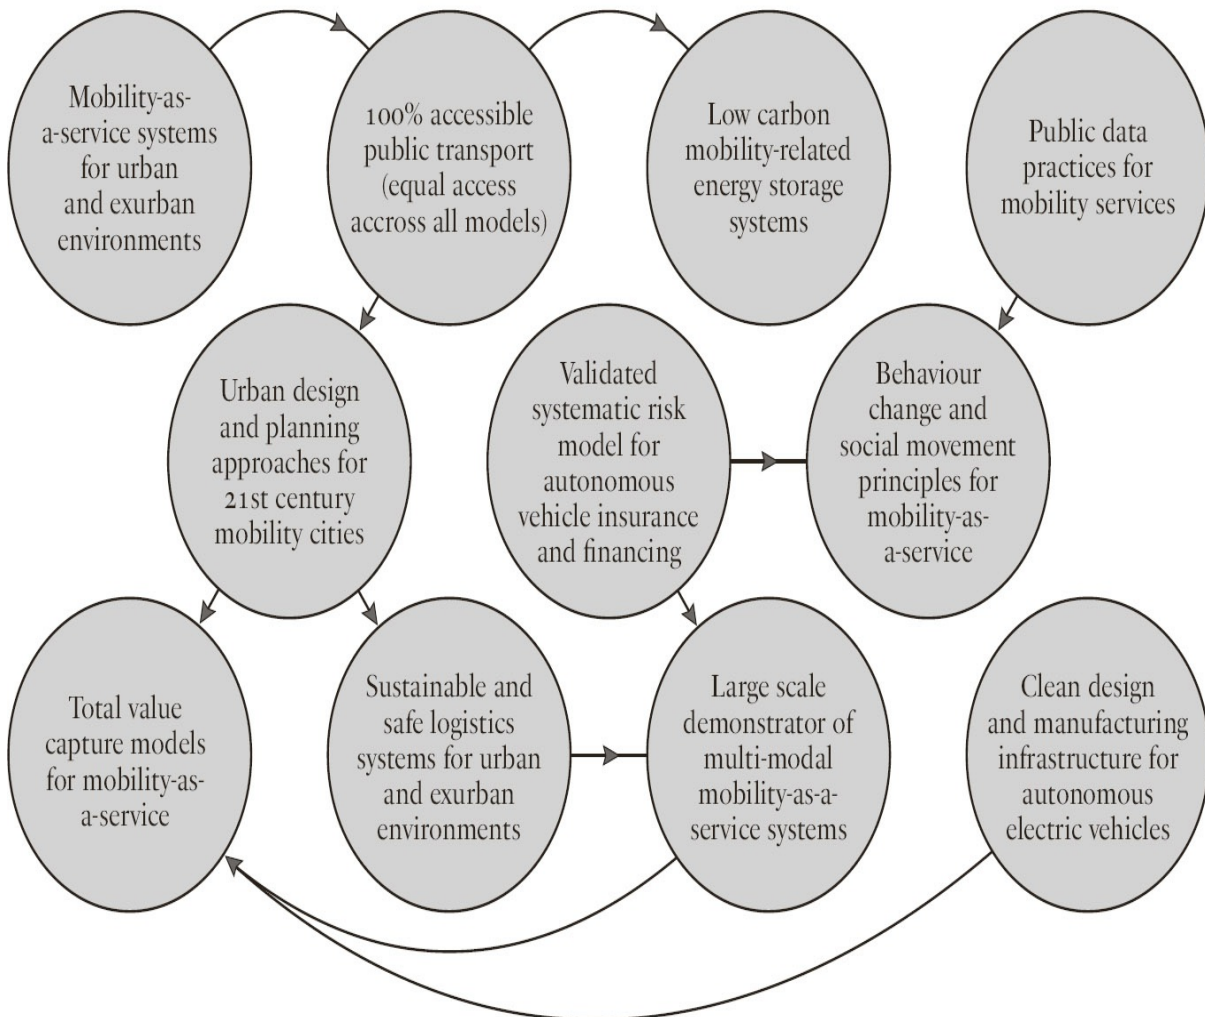 Mobility-as-
a-service systems
for urban
and exurban
environments
100% accessible
public transport
(equal access
accross all models)
Low carbon
mobility-related
energy storage
systems
Public data
practices for
mobility services
Urban design
and planning
approaches for
21st century
mobility cities
Validated
systematic risk
model for
autonomous
vehicle insurance
and financing
Behaviour
change and
social movement
principles for
mobility-as-
a-service
Total value
capture models
for mobility-as-
a-service
Sustainable and
safe logistics
systems for urban
and exurban
environments
Large scale
demonstrator of
multi-modal
mobility-as-a-
service systems
Clean design
and manufacturing
infrastructure for
autonomous
electric vehicles